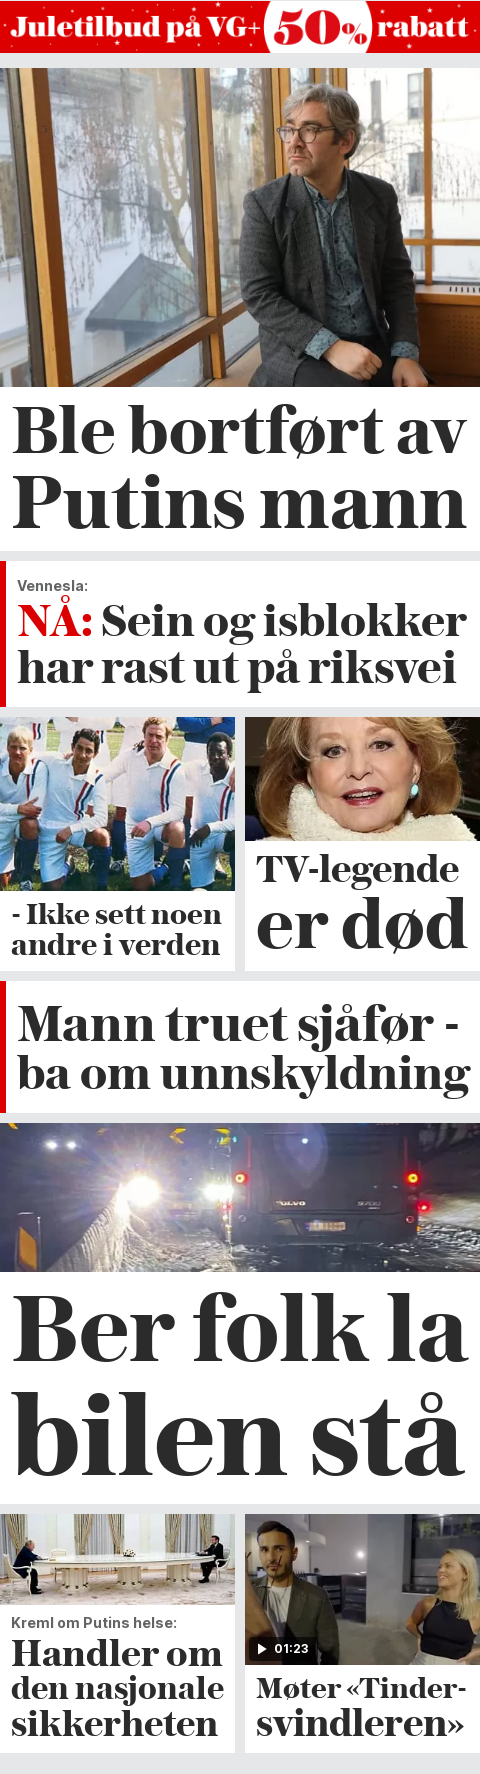 Juletilbud på VG+ 50% rabatt
Ble bortført av
Putins mann
Vennesla:
NÅ: Sein og isblokker
har rast ut på riksvei
- Ikke sett noen
andre i verden
TV-legende
er død
Mann truet sjåfør -
ba om unnskyldning
VOLVO 9700
Ber folk la
bilen stå
Kreml om Putins helse:
Handler om
den nasjonale
sikkerheten
01:23
Møter «Tinder-
svindleren»